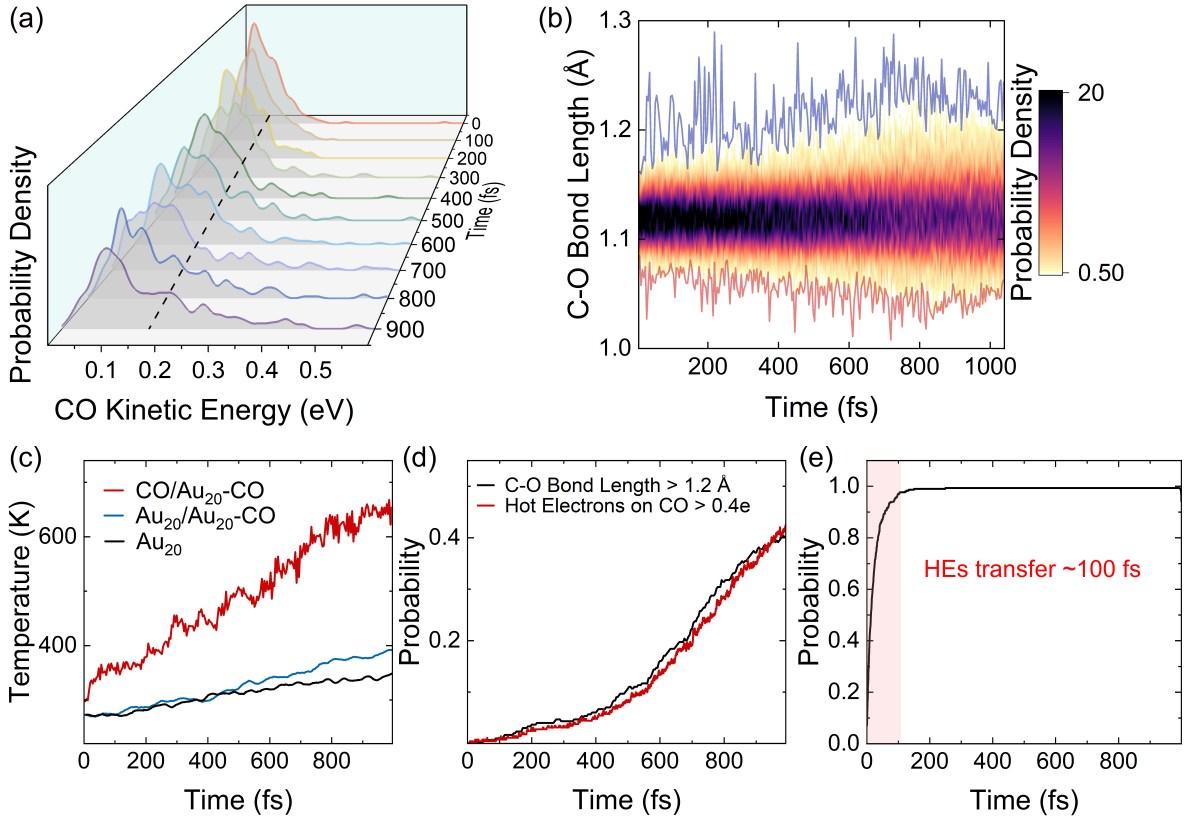 (a)
Probability Density
0
100
200
300
400
500
600
700
800
900
Time (fs)
0.1 0.2 0.3 0.4 0.5
CO Kinetic Energy (eV)
(b)
C-O Bond Length (Å)
1.3
1.2
1.1
1.0
200 400 600 800 1000
Time (fs)
Probability Density
20
0.50
(c)
Temperature (K)
600
400
CO/Au₂₀-CO
Au₂₀/Au₂₀-CO
Au₂₀
0 200 400 600 800
Time (fs)
(d)
Probability
0.4
0.2
C-O Bond Length > 1.2 Å
Hot Electrons on CO > 0.4e
0 200 400 600 800
Time (fs)
(e)
Probability
1.0
0.8
0.6
0.4
0.2
0.0
HEs transfer ~100 fs
0 200 400 600 800
Time (fs)